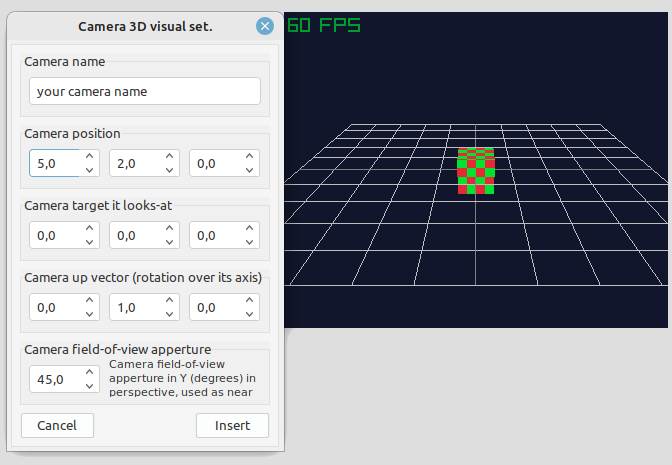 Camera 3D visual set.
60 FPS
Camera name
your camera name
Camera position
5,0 2,0 0,0
Camera target it looks-at
0,0 0,0 0,0
Camera up vector (rotation over its axis)
0,0 1,0 0,0
Camera field-of-view apperture
45,0
Camera field-of-view
apperture in Y (degrees) in
perspective, used as near
Cancel Insert